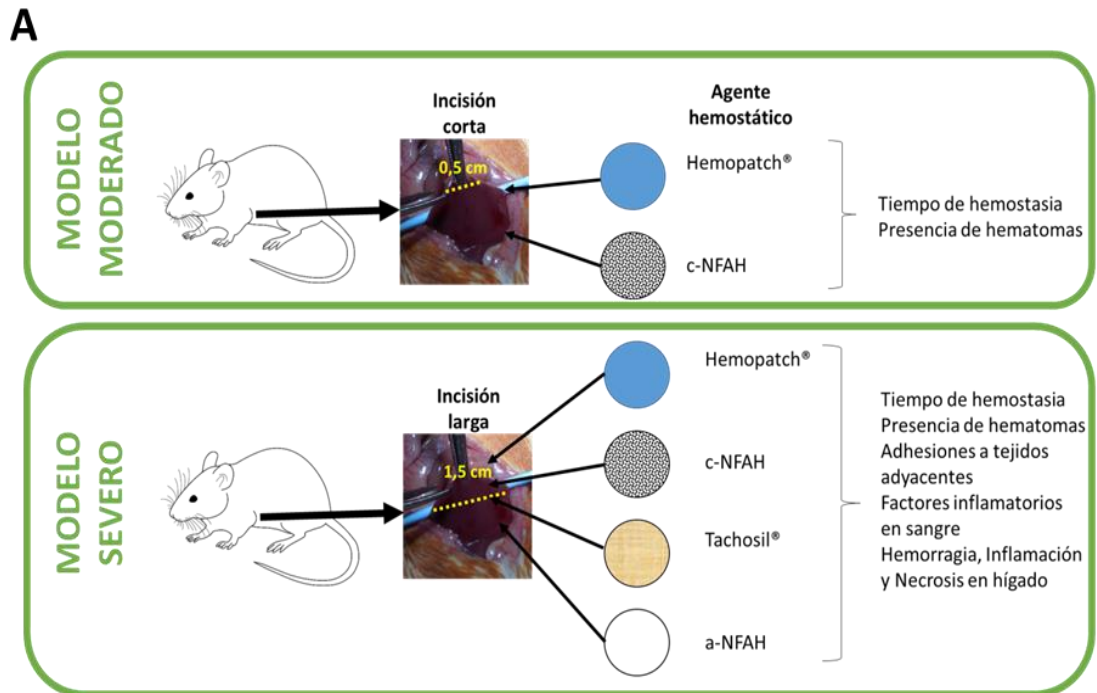 A
MODELO
MODERADO
Incisión
corta
0,5 cm
Agente
hemostático
Hemopatch®
c-NFAH
Tiempo de hemostasia
Presencia de hematomas
MODELO
SEVERO
Incisión
larga
1,5 cm
Hemopatch®
c-NFAH
Tachosil®
a-NFAH
Tiempo de hemostasia
Presencia de hematomas
Adhesiones a tejidos
adyacentes
Factores inflamatorios
en sangre
Hemorragia, Inflamación
y Necrosis en hígado